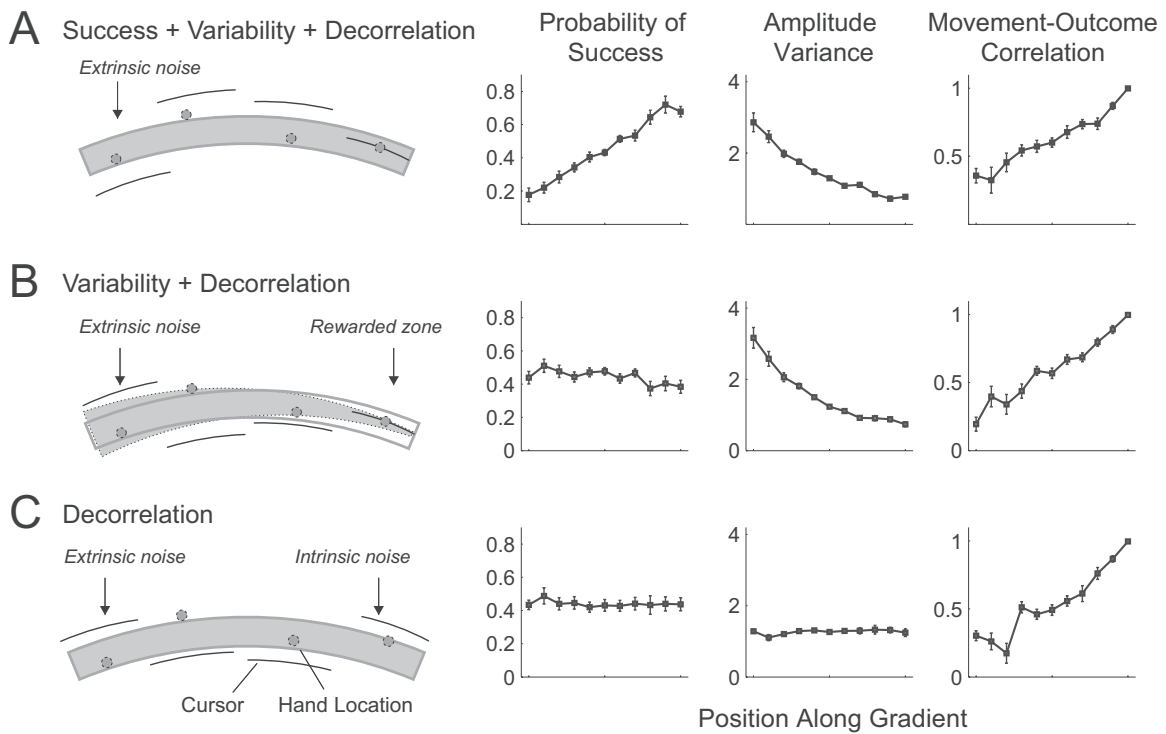 A
Success + Variability + Decorrelation
Extrinsic noise
Probability of
Success
Amplitude
Variance
Movement-Outcome
Correlation
0.8
0.6
0.4
0.2
4
2
1
0.5
B
Variability + Decorrelation
Extrinsic noise
Rewarded zone
0.8
0.6
0.4
0.2
0
4
2
0
1
0.5
0
C
Decorrelation
Extrinsic noise
Intrinsic noise
Cursor
Hand Location
0.8
0.6
0.4
0.2
0
4
2
0
1
0.5
0
Position Along Gradient